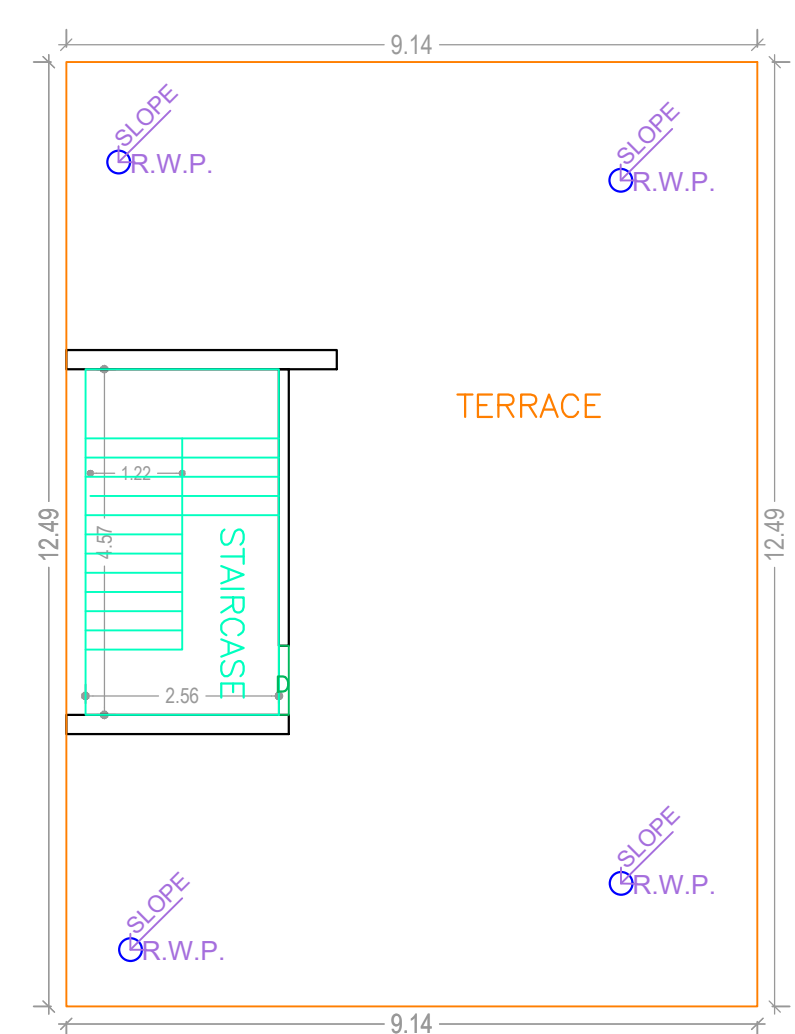 9.14
SLOPE
R.W.P.
SLOPE
R.W.P.
TERRACE
1.22
4.57
12.49
12.49
STAIRCASE
D
2.56
SLOPE
R.W.P.
SLOPE
R.W.P.
9.14